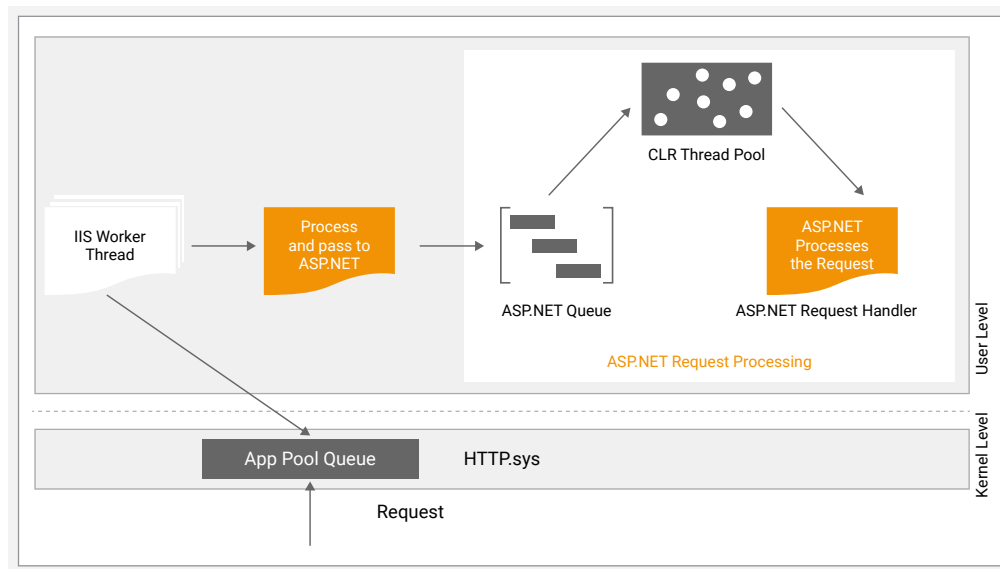 CLR Thread Pool
IIS Worker
Thread
Process
and pass to
ASP.NET
ASP.NET
Processes
the Request
ASP.NET Queue
ASP.NET Request Handler
ASP.NET Request Processing
User Level
App Pool Queue
HTTP.sys
Kernel Level
Request